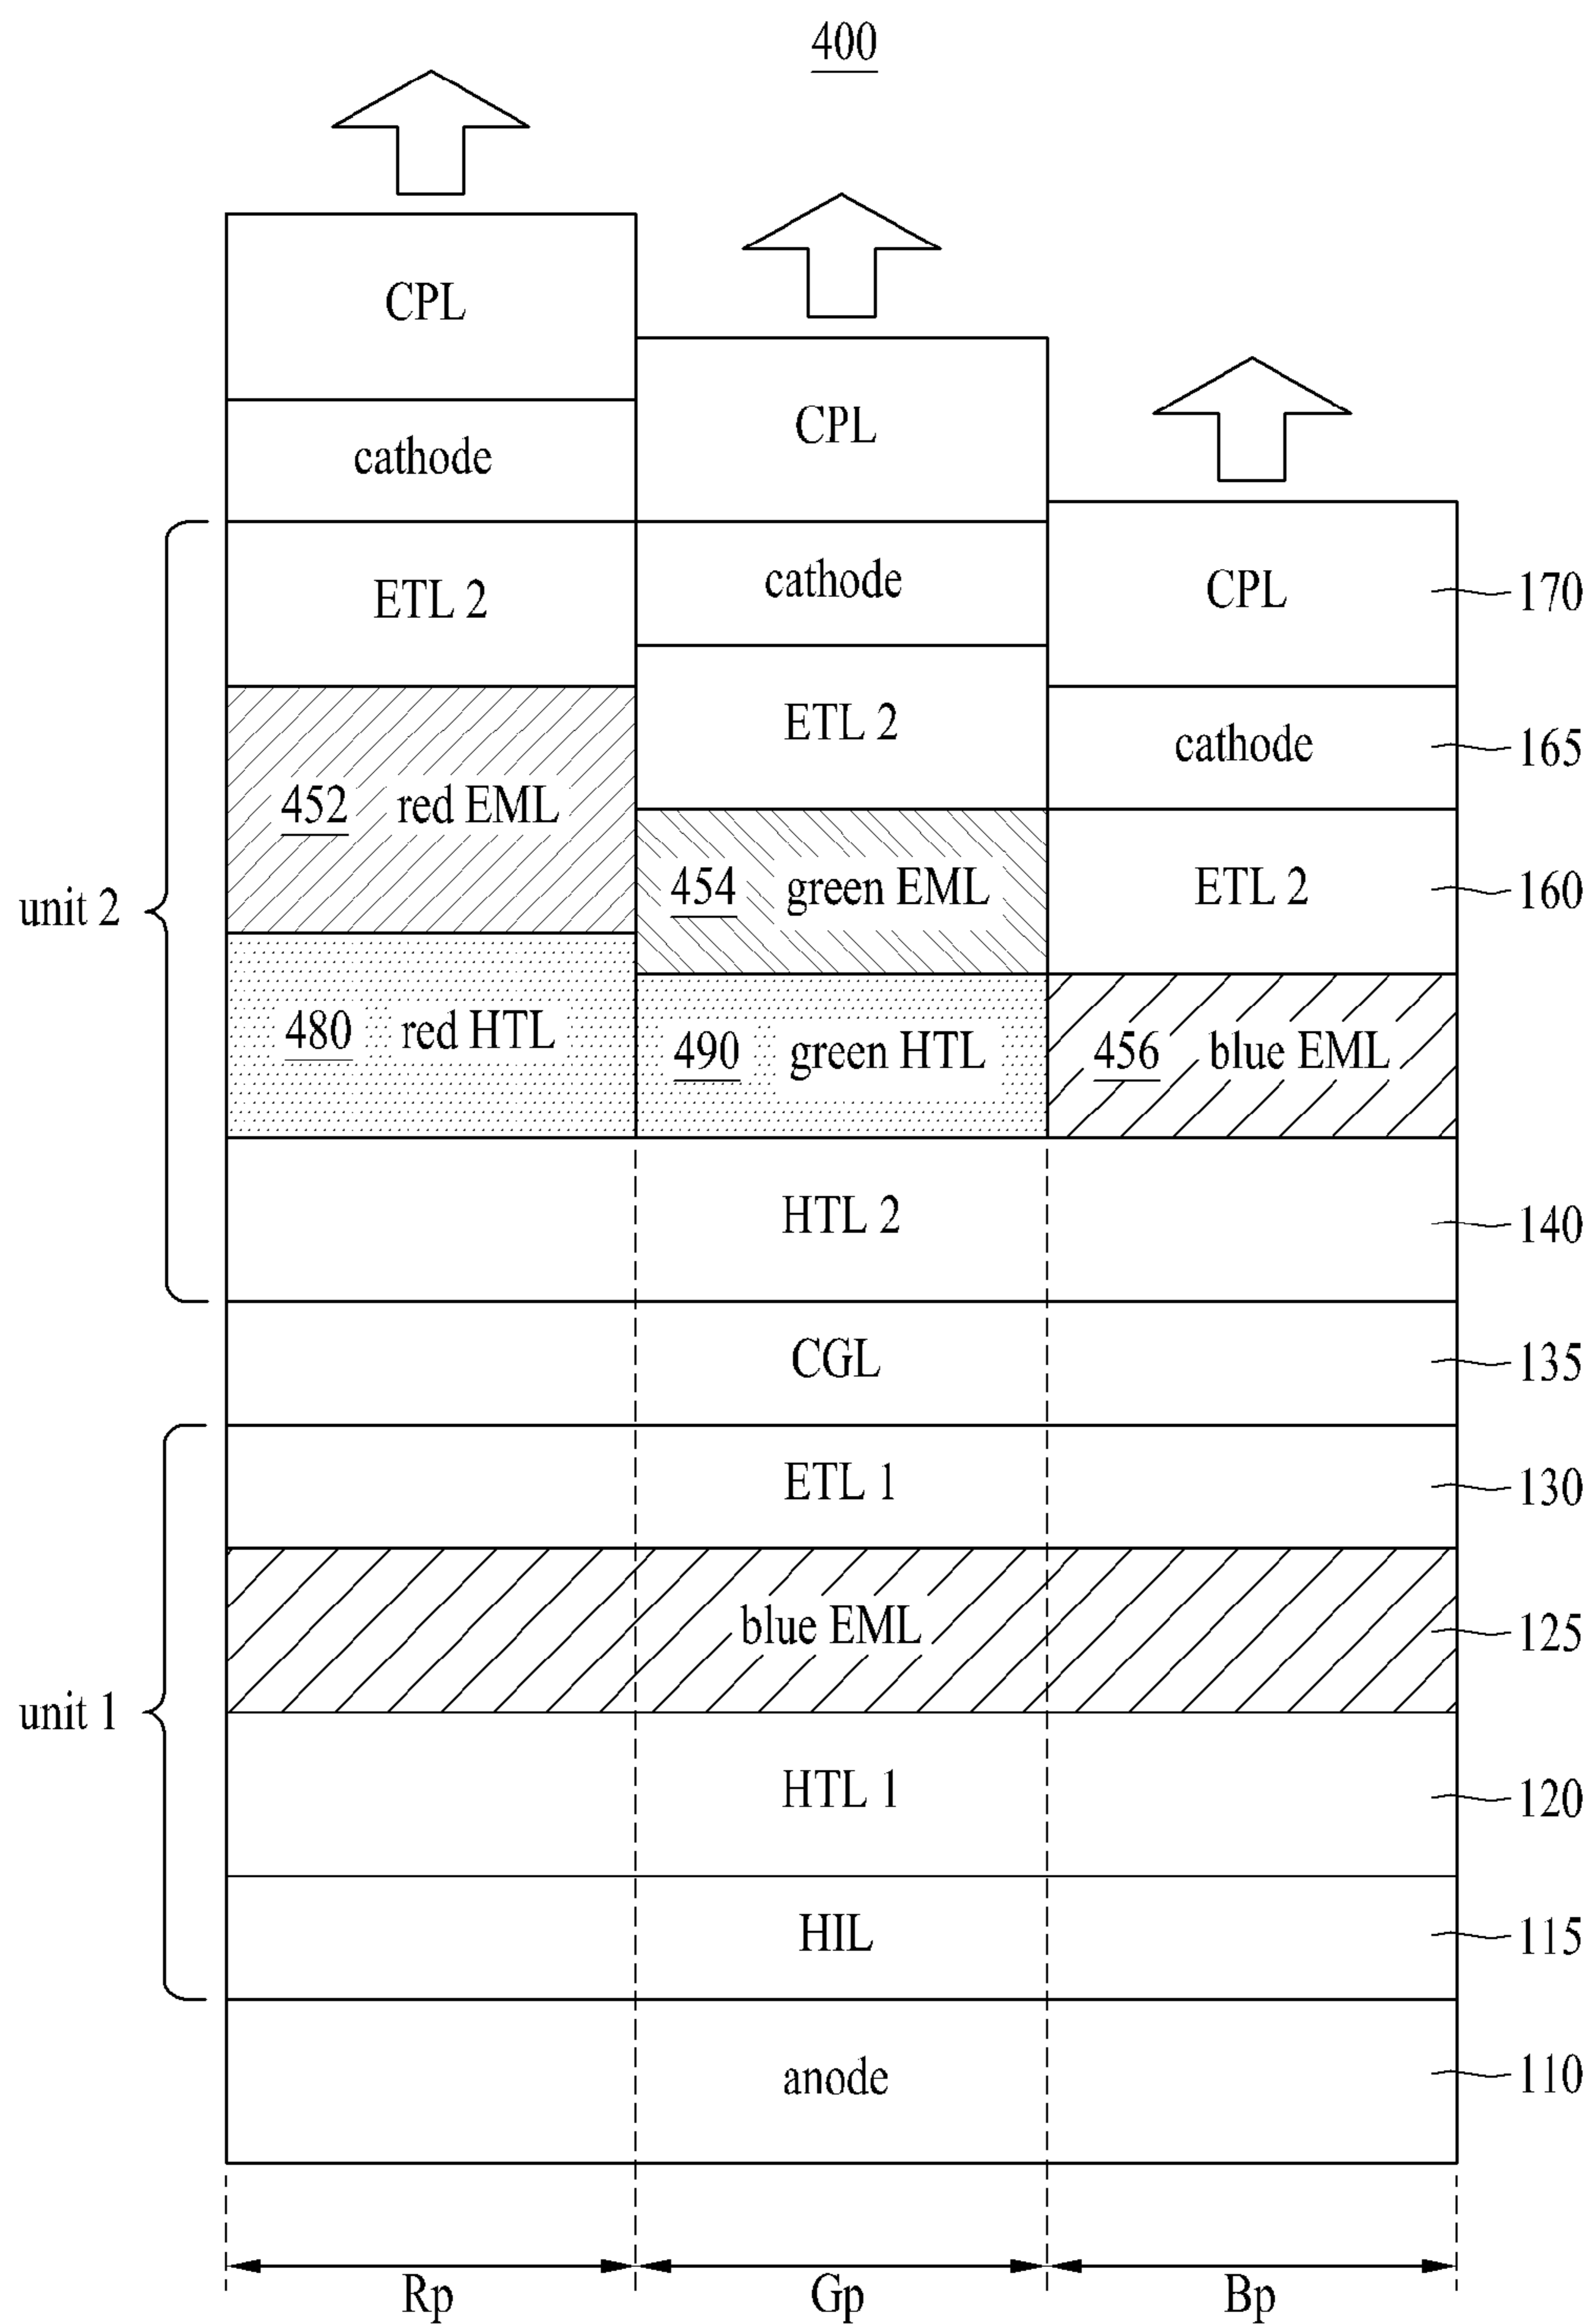 400
CPL
CPL
cathode
ETL 2
cathode
CPL
170
ETL 2
cathode
165
452 red EML
454 green EML
ETL 2
160
unit 2
480 red HTL
490 green HTL
456 blue EML
HTL 2
140
CGL
135
ETL 1
130
blue EML
125
unit 1
HTL 1
120
HIL
115
anode
110
Rp
Gp
Bp